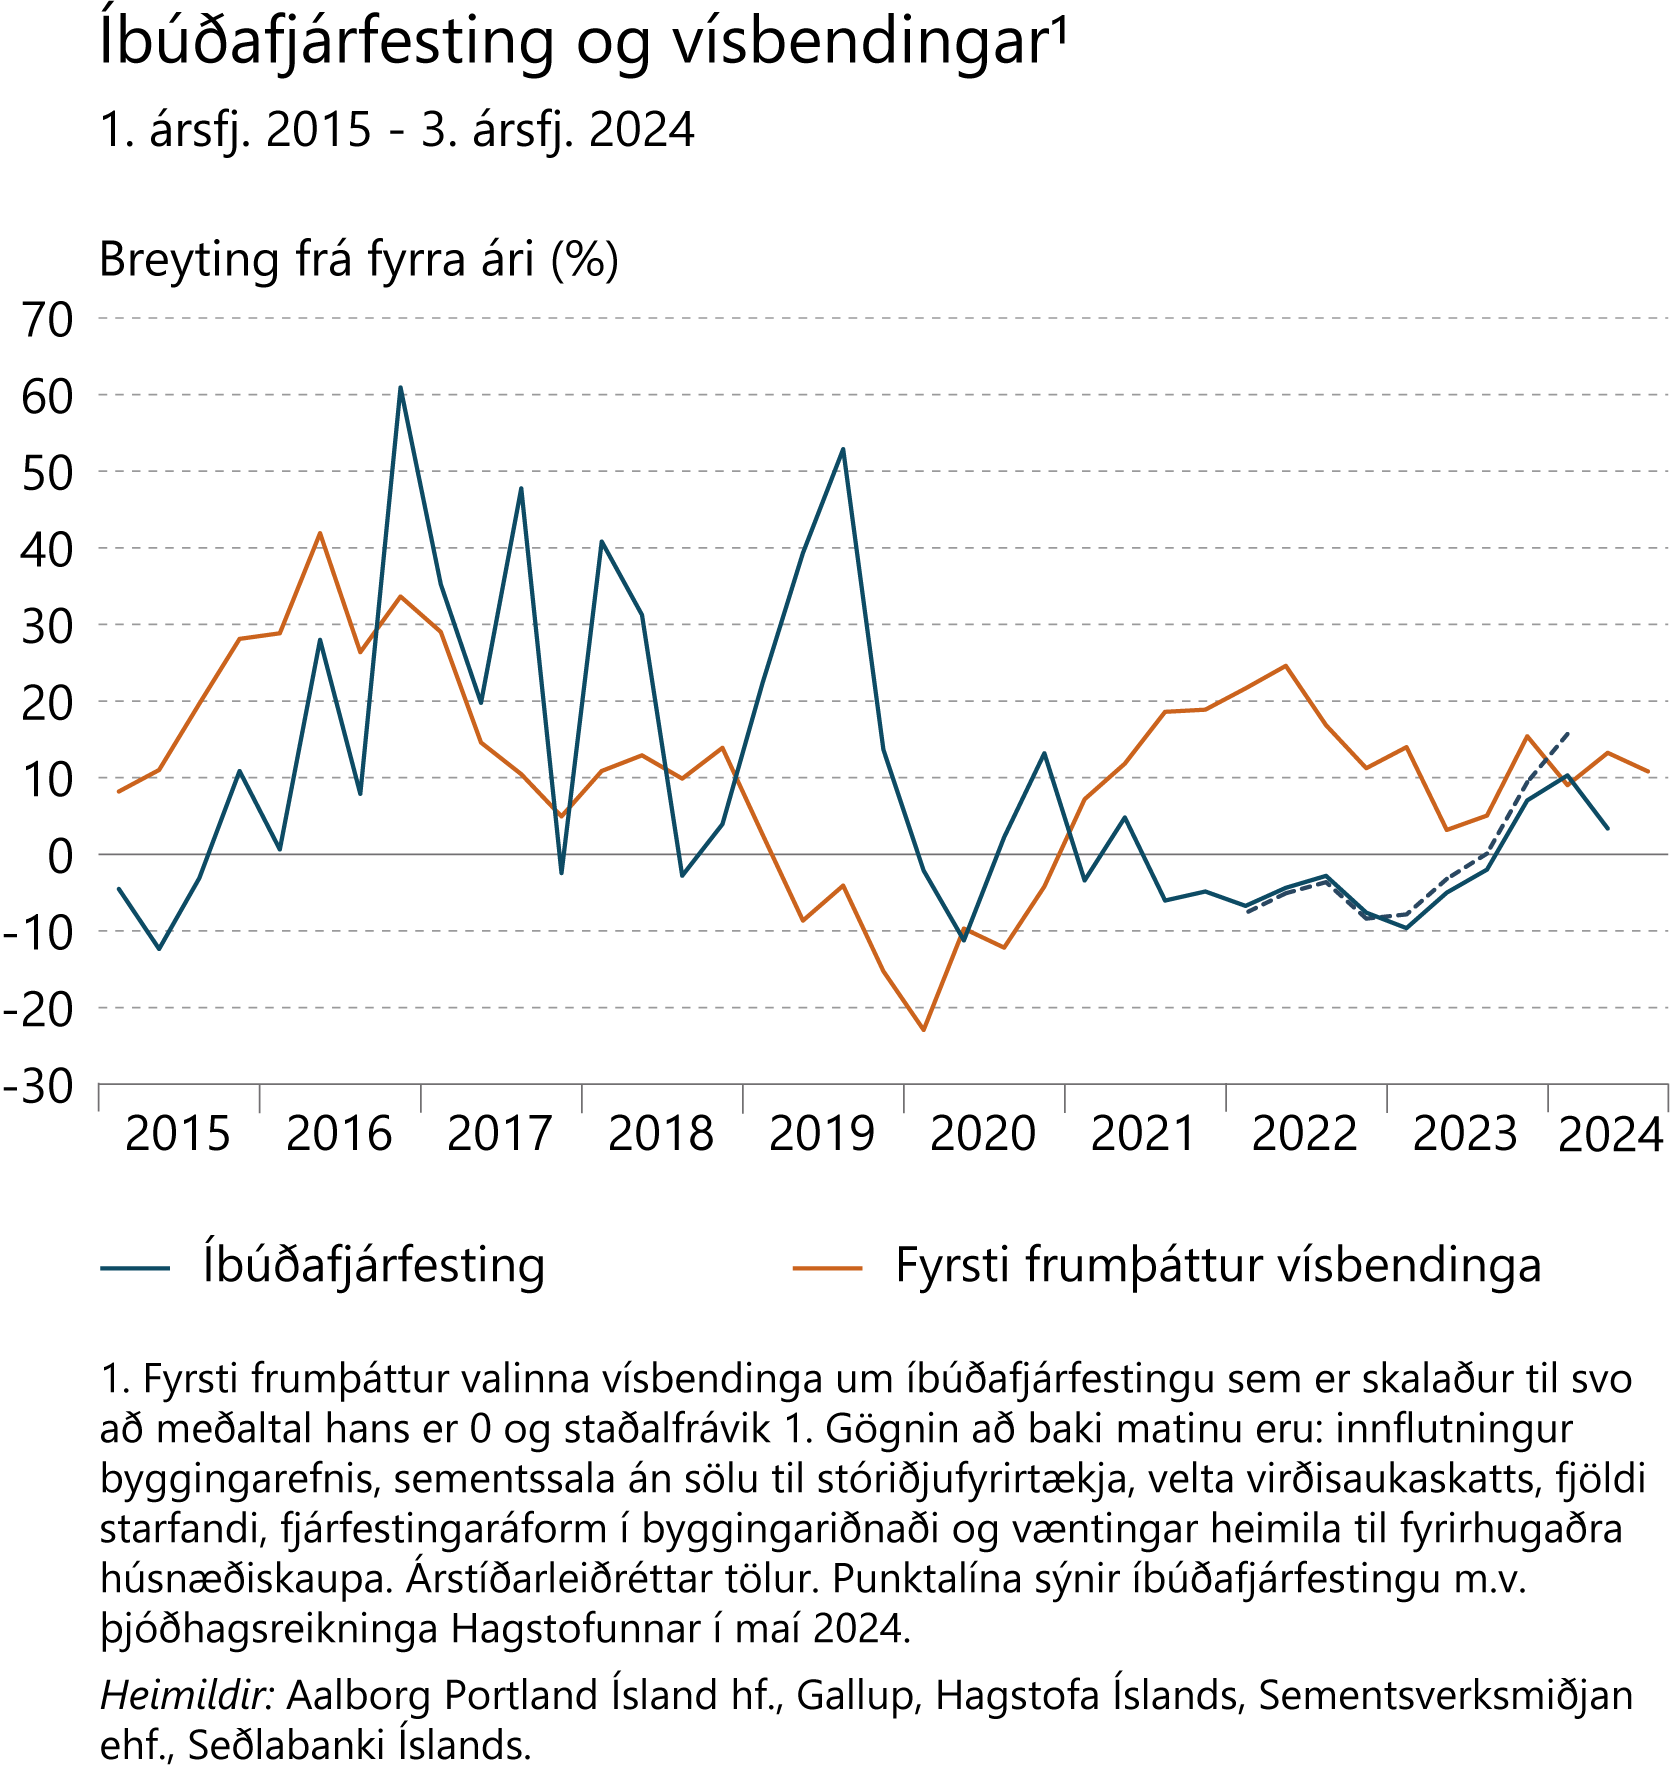 Íbúðafjárfesting og vísbendingar¹
1. ársfj. 2015 - 3. ársfj. 2024
Breyting frá fyrra ári (%)
70
60
50
40
30
20
10
0
-10
-20
-30
2015 2016 2017 2018 2019 2020 2021 2022 2023 2024
Íbúðafjárfesting Fyrsti frumþáttur vísbendinga
1. Fyrsti frumþáttur valinna vísbendinga um íbúðafjárfestingu sem er skalaður til svo
að meðaltal hans er 0 og staðalfrávik 1. Gögnin að baki matinu eru: innflutningur
byggingarefnis, sementssala án sölu til stóriðjufyrirtækja, velta virðisaukaskatts, fjöldi
starfandi, fjárfestingaráform í byggingariðnaði og væntingar heimila til fyrirhugaðra
húsnæðiskaupa. Árstíðarleiðréttar tölur. Punktalína sýnir íbúðafjárfestingu m.v.
þjóðhagsreikninga Hagstofunnar í maí 2024.
Heimildir: Aalborg Portland Ísland hf., Gallup, Hagstofa Íslands, Sementsverksmiðjan
ehf., Seðlabanki Íslands.